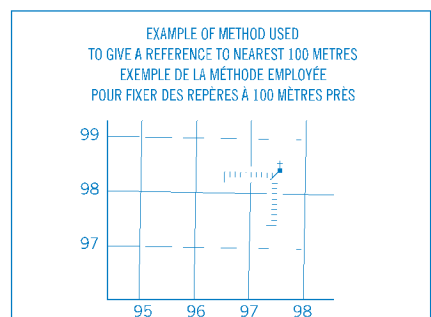 EXAMPLE OF METHOD USED
TO GIVE A REFERENCE TO NEAREST 100 METRES
EXEMPLE DE LA MÉTHODE EMPLOYÉE
POUR FIXER DES REPÈRES À 100 MÈTRES PRÈS
99
98
97
95 96 97 98